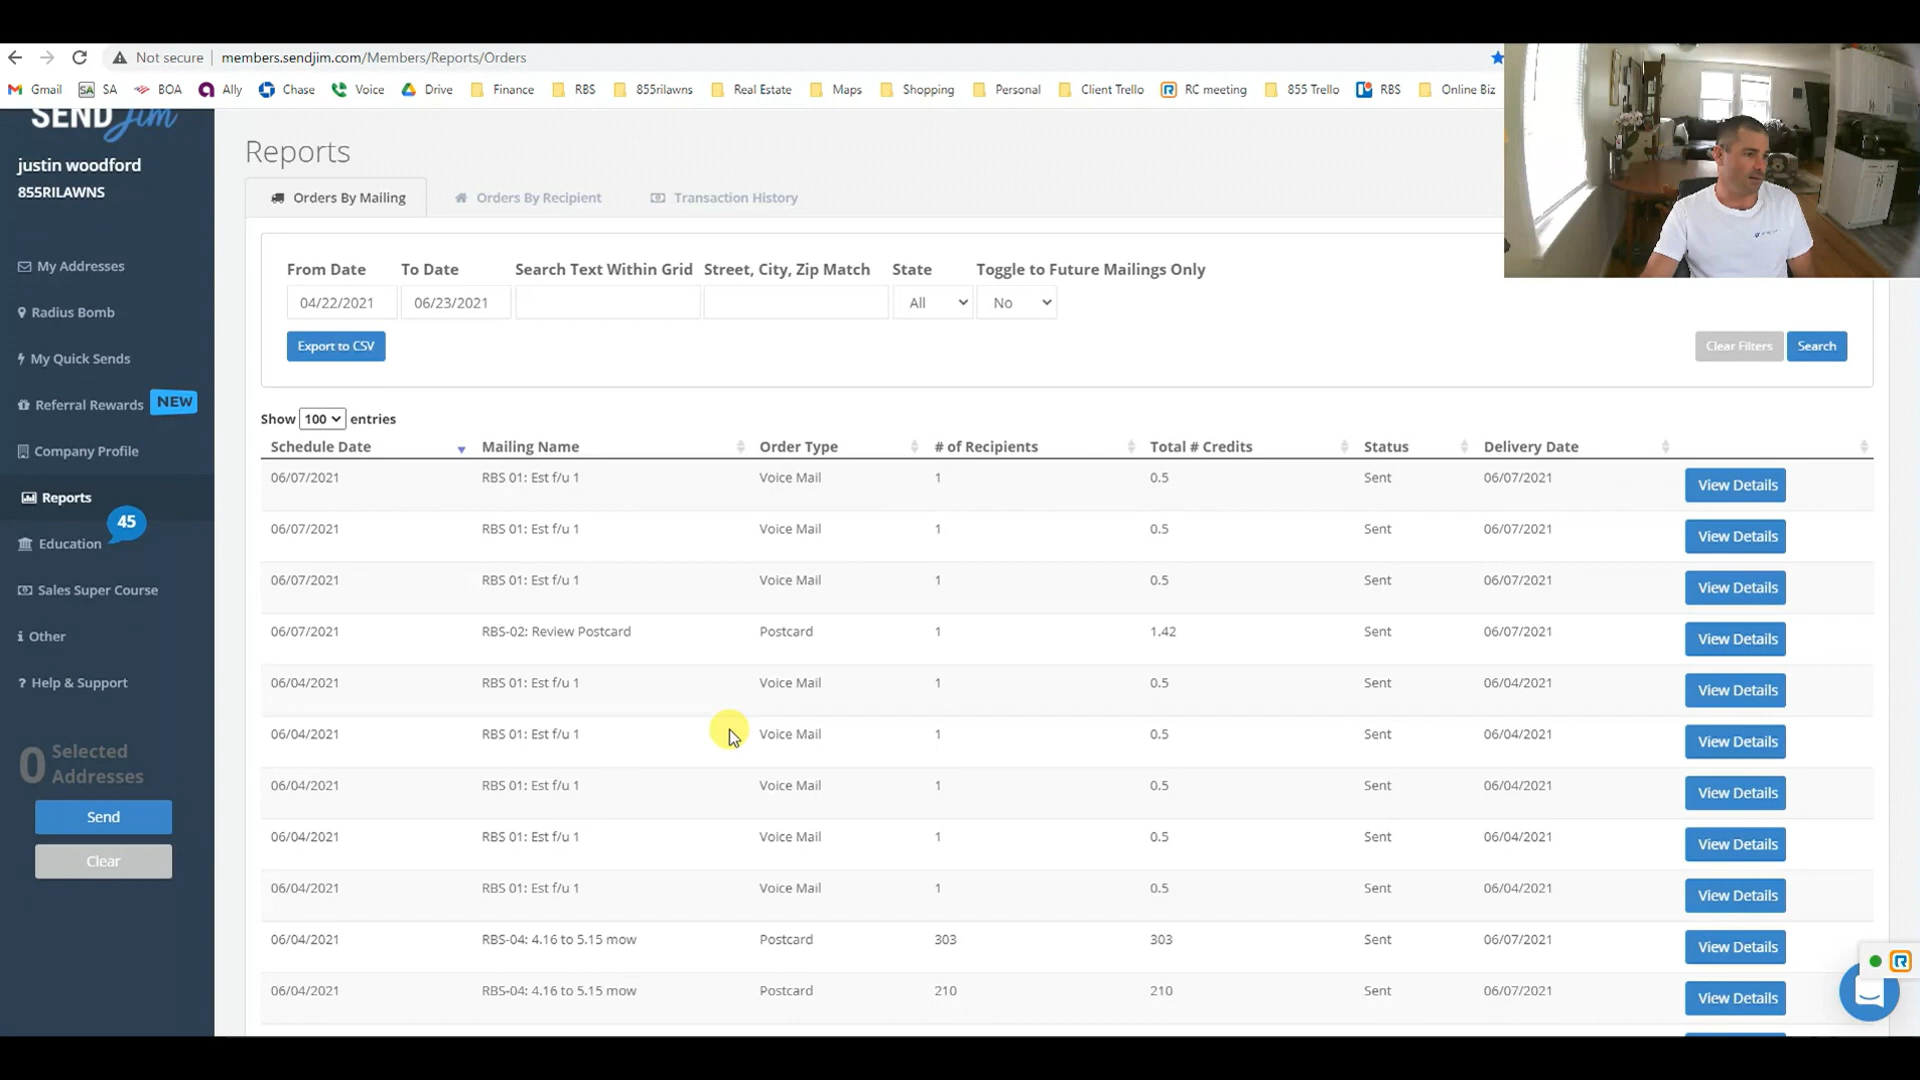 Not secure | members.sendjim.com/Members/Reports/Orders
Gmail SA SA BOA Ally Chase Voice Drive Finance RBS 855rilawns Real Estate Maps Shopping Personal Client Trello RC meeting 855 Trello RBS Online Biz
SEND Jim
justin woodford
855RILAWNS
My Addresses
Radius Bomb
My Quick Sends
Referral Rewards NEW
Company Profile
Reports
45
Education
Sales Super Course
Other
Help & Support
0 Selected Addresses
Send
Clear
Reports
Orders By Mailing Orders By Recipient Transaction History
From Date To Date Search Text Within Grid Street, City, Zip Match State Toggle to Future Mailings Only
04/22/2021 06/23/2021 All No
Export to CSV Clear Filters Search
Show 100 entries
Schedule Date Mailing Name Order Type # of Recipients Total # Credits Status Delivery Date
06/07/2021 RBS 01: Est f/u 1 Voice Mail 1 0.5 Sent 06/07/2021 View Details
06/07/2021 RBS 01: Est f/u 1 Voice Mail 1 0.5 Sent 06/07/2021 View Details
06/07/2021 RBS 01: Est f/u 1 Voice Mail 1 0.5 Sent 06/07/2021 View Details
06/07/2021 RBS-02: Review Postcard Postcard 1 1.42 Sent 06/07/2021 View Details
06/04/2021 RBS 01: Est f/u 1 Voice Mail 1 0.5 Sent 06/04/2021 View Details
06/04/2021 RBS 01: Est f/u 1 Voice Mail 1 0.5 Sent 06/04/2021 View Details
06/04/2021 RBS 01: Est f/u 1 Voice Mail 1 0.5 Sent 06/04/2021 View Details
06/04/2021 RBS 01: Est f/u 1 Voice Mail 1 0.5 Sent 06/04/2021 View Details
06/04/2021 RBS 01: Est f/u 1 Voice Mail 1 0.5 Sent 06/04/2021 View Details
06/04/2021 RBS-04: 4.16 to 5.15 mow Postcard 303 303 Sent 06/07/2021 View Details
06/04/2021 RBS-04: 4.16 to 5.15 mow Postcard 210 210 Sent 06/07/2021 View Details